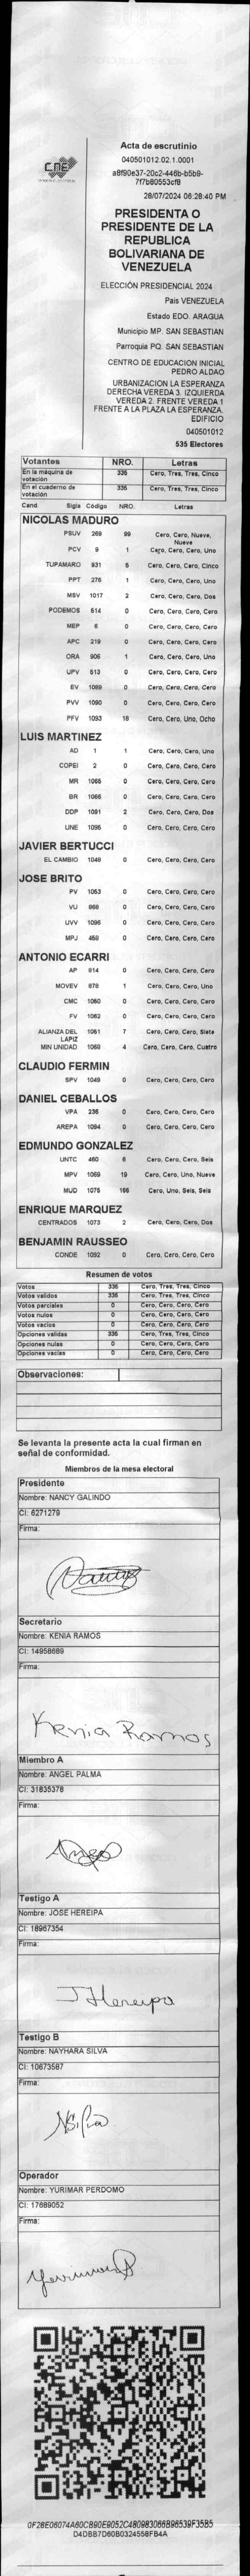 CNE
Acta de escrutinio
040501012.02.1.0001
a8f90e37-20c2-446b-b5b9-
7f7b80553cf8
28/07/2024 06:28:40 PM
PRESIDENTA O
PRESIDENTE DE LA
REPUBLICA
BOLIVARIANA DE
VENEZUELA
ELECCIÓN PRESIDENCIAL 2024
Pais VENEZUELA
Estado EDO. ARAGUA
Municipio MP. SAN SEBASTIAN
Parroquia PQ. SAN SEBASTIAN
CENTRO DE EDUCACION INICIAL
PEDRO ALDAO
URBANIZACION LA ESPERANZA
DERECHA VEREDA 3. IZQUIERDA
VEREDA 2. FRENTE VEREDA 1
FRENTE A LA PLAZA LA ESPERANZA.
EDIFICIO
040501012
535 Electores
Votantes NRO. Letras
En la máquina de votación 336 Cero, Tres, Tres, Cinco
En el cuaderno de votación 336 Cero, Tres, Tres, Cinco
Cand. Sigla Código NRO. Letras
NICOLAS MADURO
PSUV 269 99 Cero, Cero, Nueve, Nueve
PCV 9 1 Cero, Cero, Cero, Uno
TUPAMARO 931 5 Cero, Cero, Cero, Cinco
PPT 276 1 Cero, Cero, Cero, Uno
MSV 1017 2 Cero, Cero, Cero, Dos
PODEMOS 514 0 Cero, Cero, Cero, Cero
MEP 6 0 Cero, Cero, Cero, Cero
APC 219 0 Cero, Cero, Cero, Cero
ORA 906 1 Cero, Cero, Cero, Uno
UPV 513 0 Cero, Cero, Cero, Cero
EV 1089 0 Cero, Cero, Cero, Cero
PVV 1090 0 Cero, Cero, Cero, Cero
PFV 1093 18 Cero, Cero, Uno, Ocho
LUIS MARTINEZ
AD 1 1 Cero, Cero, Cero, Uno
COPEI 2 0 Cero, Cero, Cero, Cero
MR 1065 0 Cero, Cero, Cero, Cero
BR 1066 0 Cero, Cero, Cero, Cero
DDP 1091 2 Cero, Cero, Cero, Dos
UNE 1095 0 Cero, Cero, Cero, Cero
JAVIER BERTUCCI
EL CAMBIO 1048 0 Cero, Cero, Cero, Cero
JOSE BRITO
PV 1053 0 Cero, Cero, Cero, Cero
VU 968 0 Cero, Cero, Cero, Cero
UVV 1096 0 Cero, Cero, Cero, Cero
MPJ 459 0 Cero, Cero, Cero, Cero
ANTONIO ECARRI
AP 914 0 Cero, Cero, Cero, Cero
MOVEV 878 1 Cero, Cero, Cero, Uno
CMC 1060 0 Cero, Cero, Cero, Cero
FV 1062 0 Cero, Cero, Cero, Cero
ALIANZA DEL LAPIZ 1051 7 Cero, Cero, Cero, Siete
MIN UNIDAD 1069 4 Cero, Cero, Cero, Cuatro
CLAUDIO FERMIN
SPV 1049 0 Cero, Cero, Cero, Cero
DANIEL CEBALLOS
VPA 236 0 Cero, Cero, Cero, Cero
AREPA 1094 0 Cero, Cero, Cero, Cero
EDMUNDO GONZALEZ
UNTC 460 6 Cero, Cero, Cero, Seis
MPV 1069 19 Cero, Cero, Uno, Nueve
MUD 1075 166 Cero, Uno, Seis, Seis
ENRIQUE MARQUEZ
CENTRADOS 1073 2 Cero, Cero, Cero, Dos
BENJAMIN RAUSSEO
CONDE 1092 0 Cero, Cero, Cero, Cero
Resumen de votos
Votos 335 Cero, Tres, Tres, Cinco
Votos validos 335 Cero, Tres, Tres, Cinco
Votos parciales 0 Cero, Cero, Cero, Cero
Votos nulos 0 Cero, Cero, Cero, Cero
Votos vacios 0 Cero, Cero, Cero, Cero
Opciones validas 335 Cero, Tres, Tres, Cinco
Opciones nulas 0 Cero, Cero, Cero, Cero
Opciones vacias 0 Cero, Cero, Cero, Cero
Observaciones:
Se levanta la presente acta la cual firman en
señal de conformidad.
Miembros de la mesa electoral
Presidente
Nombre: NANCY GALINDO
CI: 6271279
Firma:
Nancy
Secretario
Nombre: KENIA RAMOS
CI: 14958689
Firma:
Kenia Ramos
Miembro A
Nombre: ANGEL PALMA
CI: 31835378
Firma:
Angel
Testigo A
Nombre: JOSE HEREIPA
CI: 18967354
Firma:
J Hereipa
Testigo B
Nombre: NAYHARA SILVA
CI: 10673587
Firma:
NSilva
Operador
Nombre: YURIMAR PERDOMO
CI: 17689052
Firma:
0F28E06074A60CB90E9052C480983066B96539F35B5
D4DBB7D60B0324558FB4A